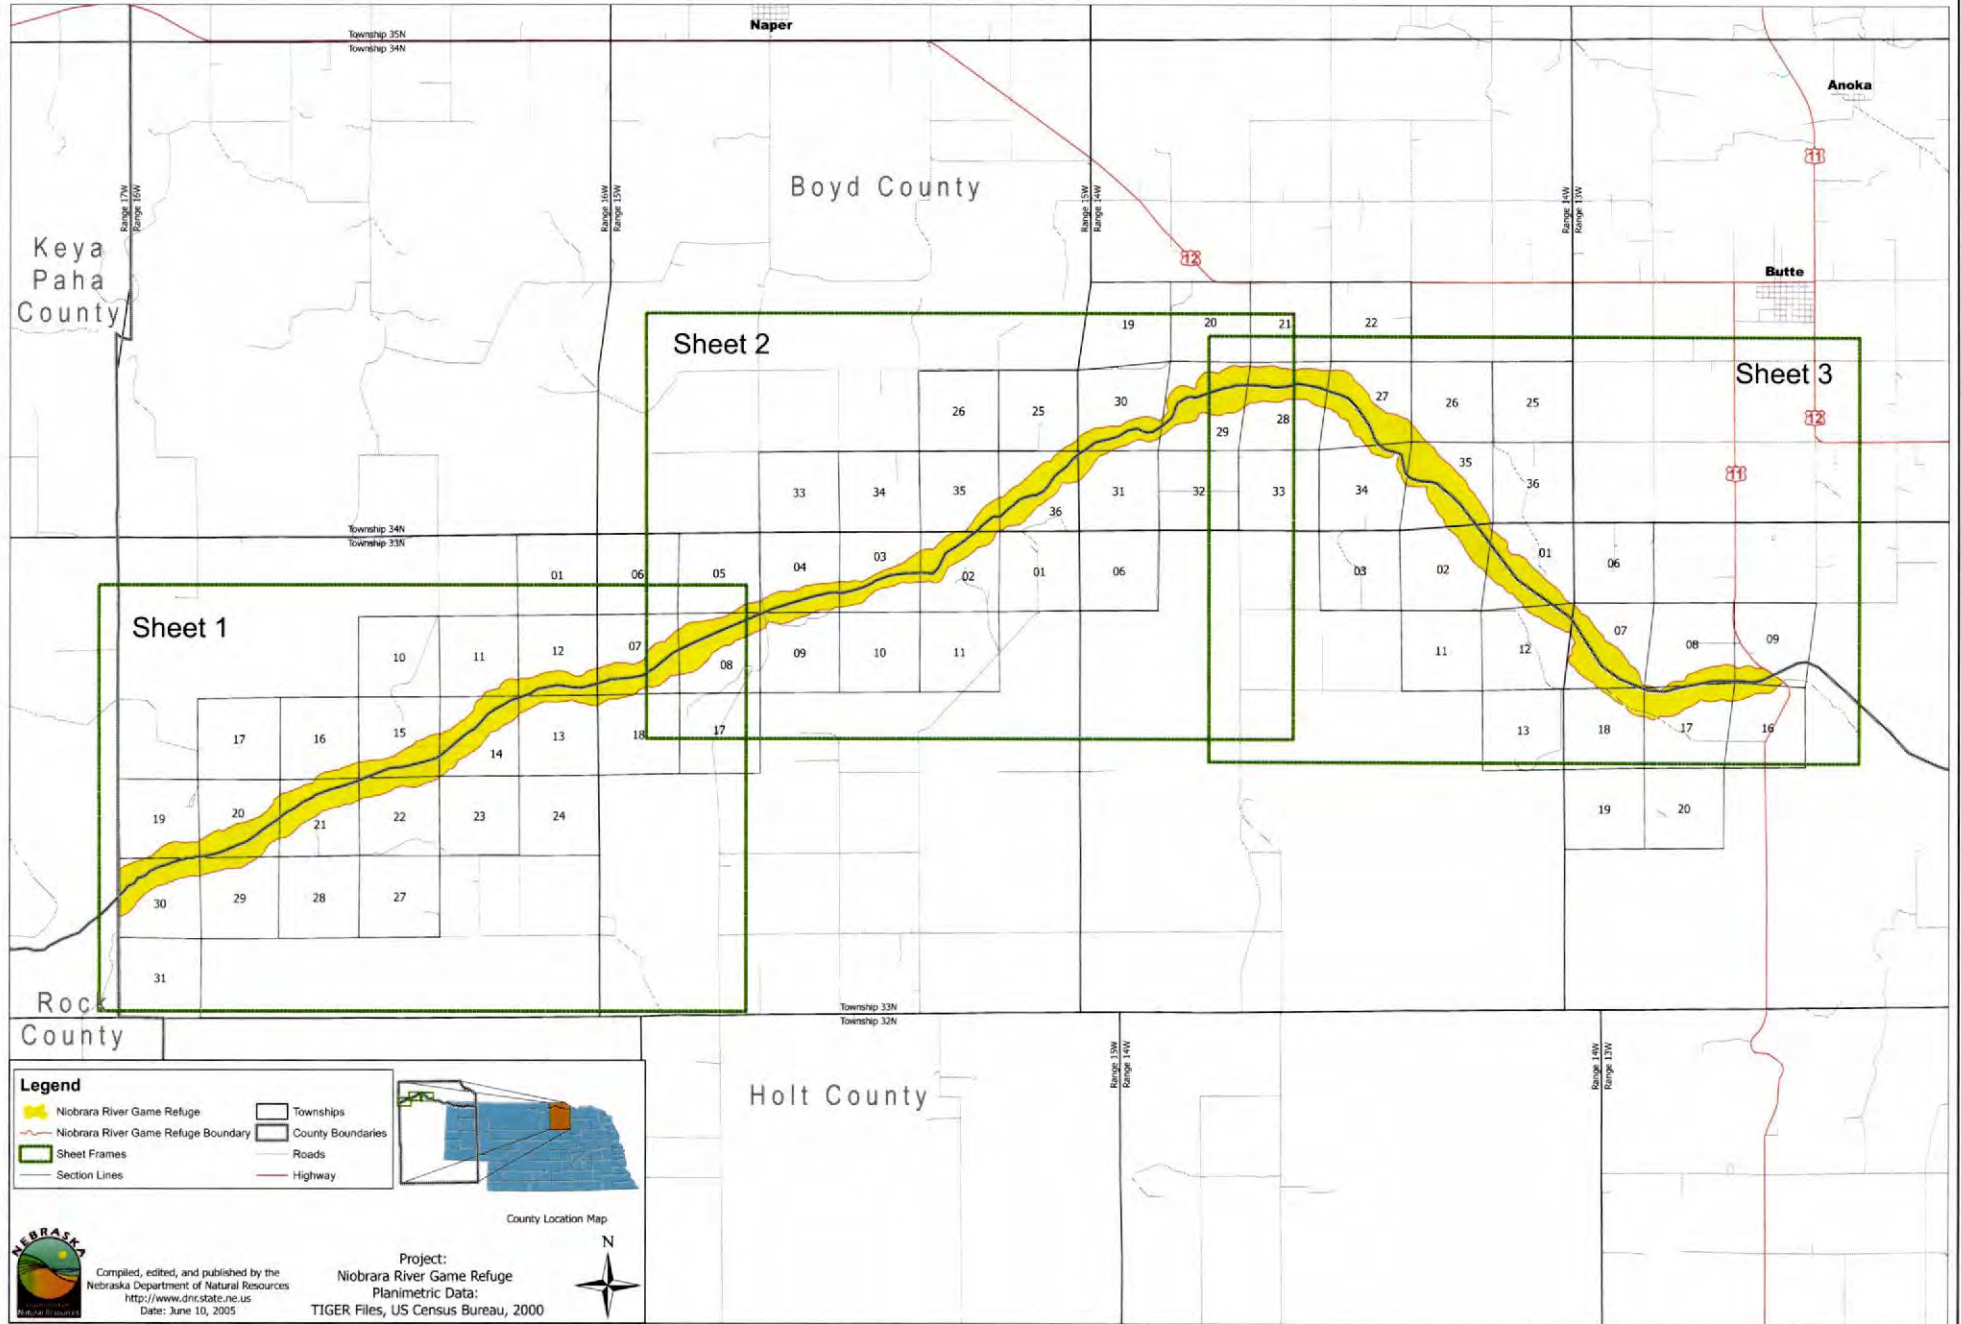 Naper
Township 35N
Township 34N
Anoka
11
Range 17W
Range 16W
Range 16W
Range 15W
Range 15W
Range 14W
Range 14W
Range 13W
Boyd County
Keya
Paha
County
12
Butte
Sheet 2
19
20
21
22
Sheet 3
26
25
30
29
28
27
26
25
12
11
33
34
35
36
31
32
33
34
35
36
Township 34N
Township 33N
01
06
05
04
03
02
01
06
03
02
01
06
Sheet 1
10
11
12
07
08
09
10
11
11
12
07
08
09
17
16
15
14
13
18
17
13
18
17
16
19
20
21
22
23
24
19
20
30
29
28
27
31
Rock
County
Township 33N
Township 32N
Range 15W
Range 14W
Range 14W
Range 13W
Holt County
Legend
Niobrara River Game Refuge
Niobrara River Game Refuge Boundary
Sheet Frames
Section Lines
Townships
County Boundaries
Roads
Highway
County Location Map
NEBRASKA
Natural Resources
Compiled, edited, and published by the
Nebraska Department of Natural Resources
http://www.dnr.state.ne.us
Date: June 10, 2005
Project:
Niobrara River Game Refuge
Planimetric Data:
TIGER Files, US Census Bureau, 2000
N